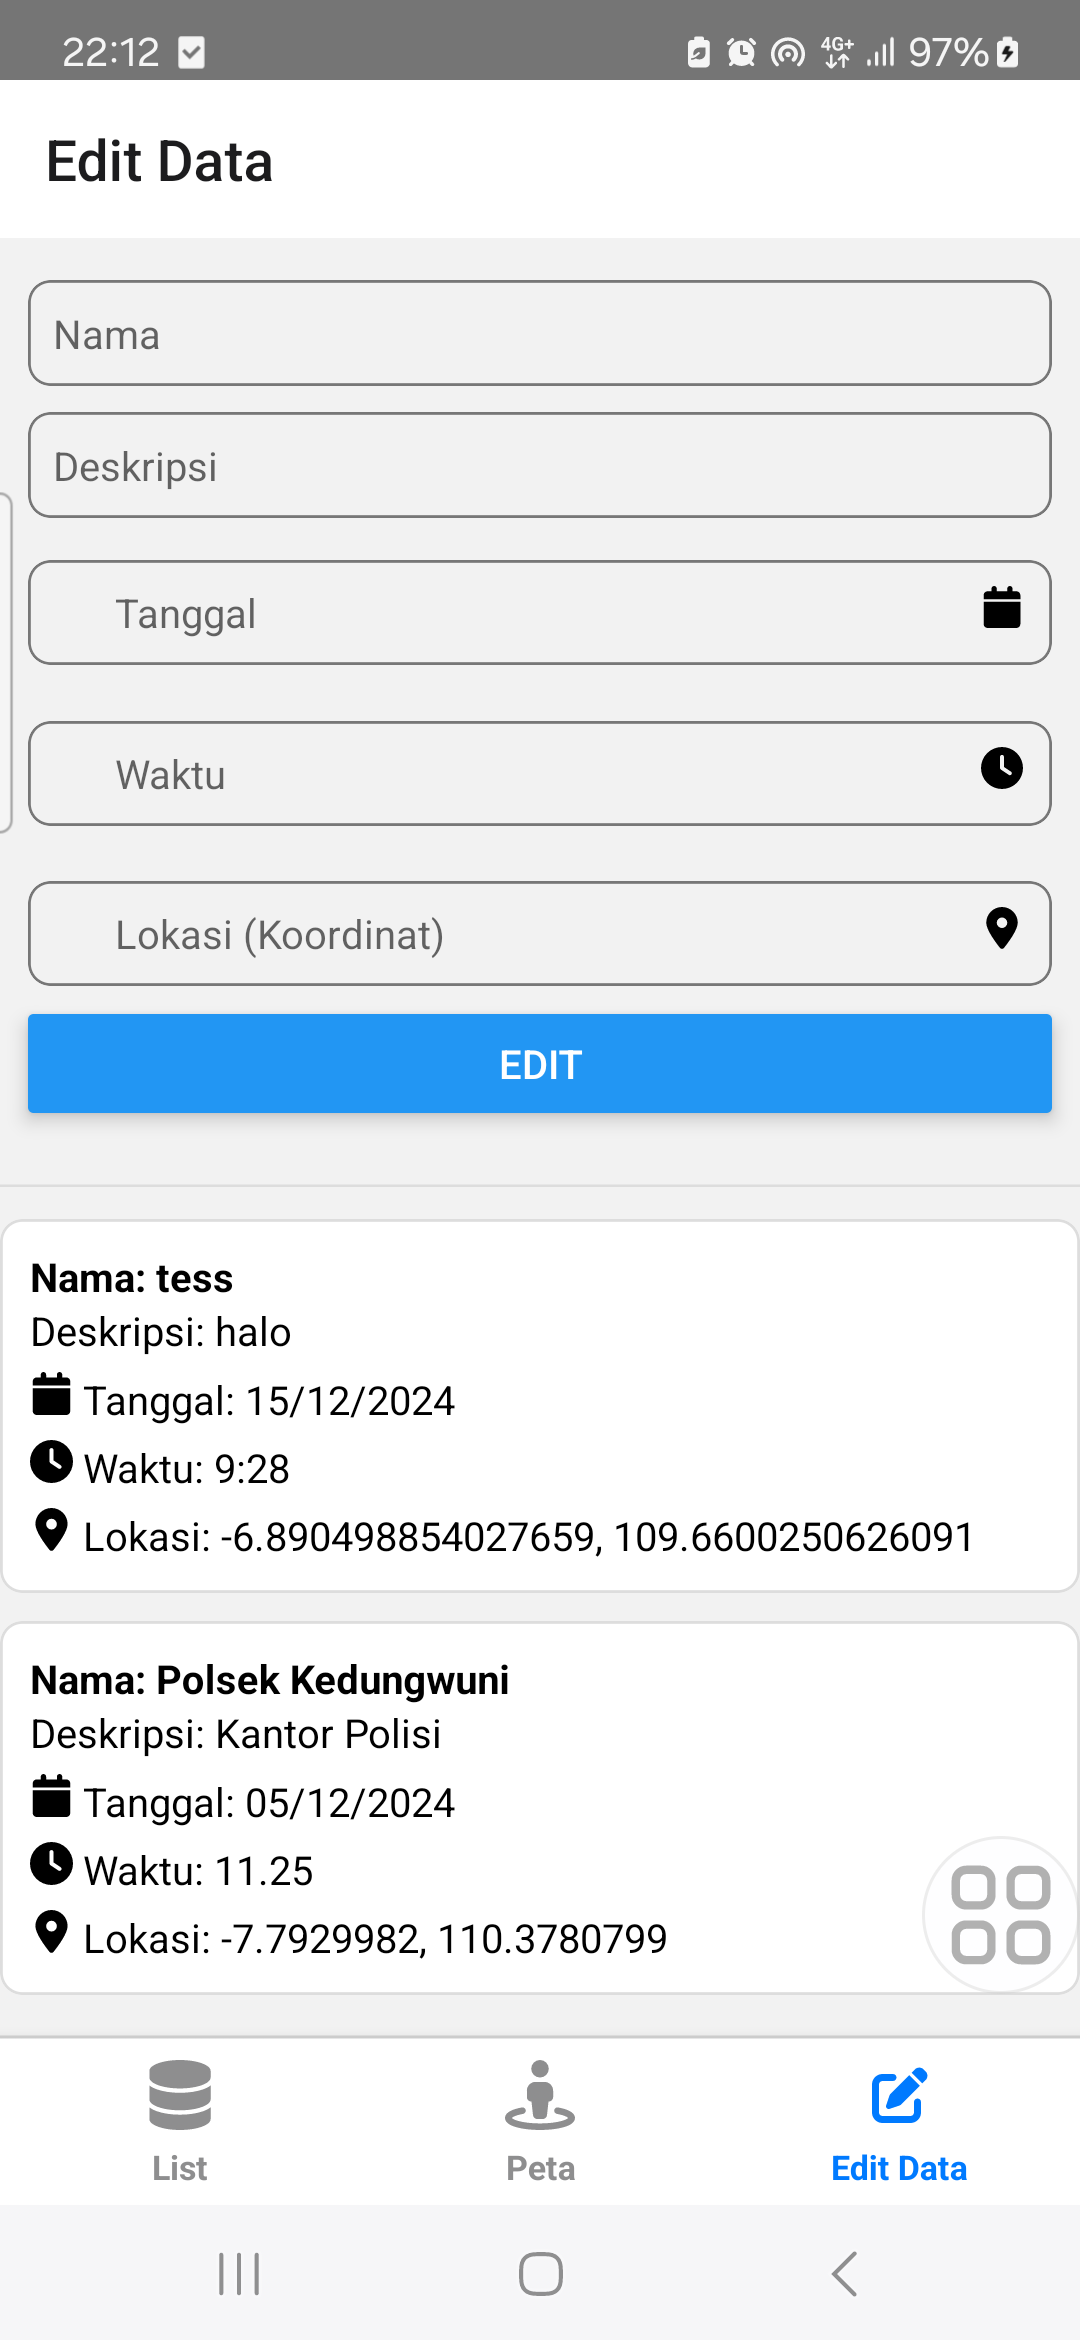 22:12
4G+ 97%
Edit Data
Nama
Deskripsi
Tanggal
Waktu
Lokasi (Koordinat)
EDIT
Nama: tess
Deskripsi: halo
Tanggal: 15/12/2024
Waktu: 9:28
Lokasi: -6.890498854027659, 109.6600250626091
Nama: Polsek Kedungwuni
Deskripsi: Kantor Polisi
Tanggal: 05/12/2024
Waktu: 11.25
Lokasi: -7.7929982, 110.3780799
List
Peta
Edit Data